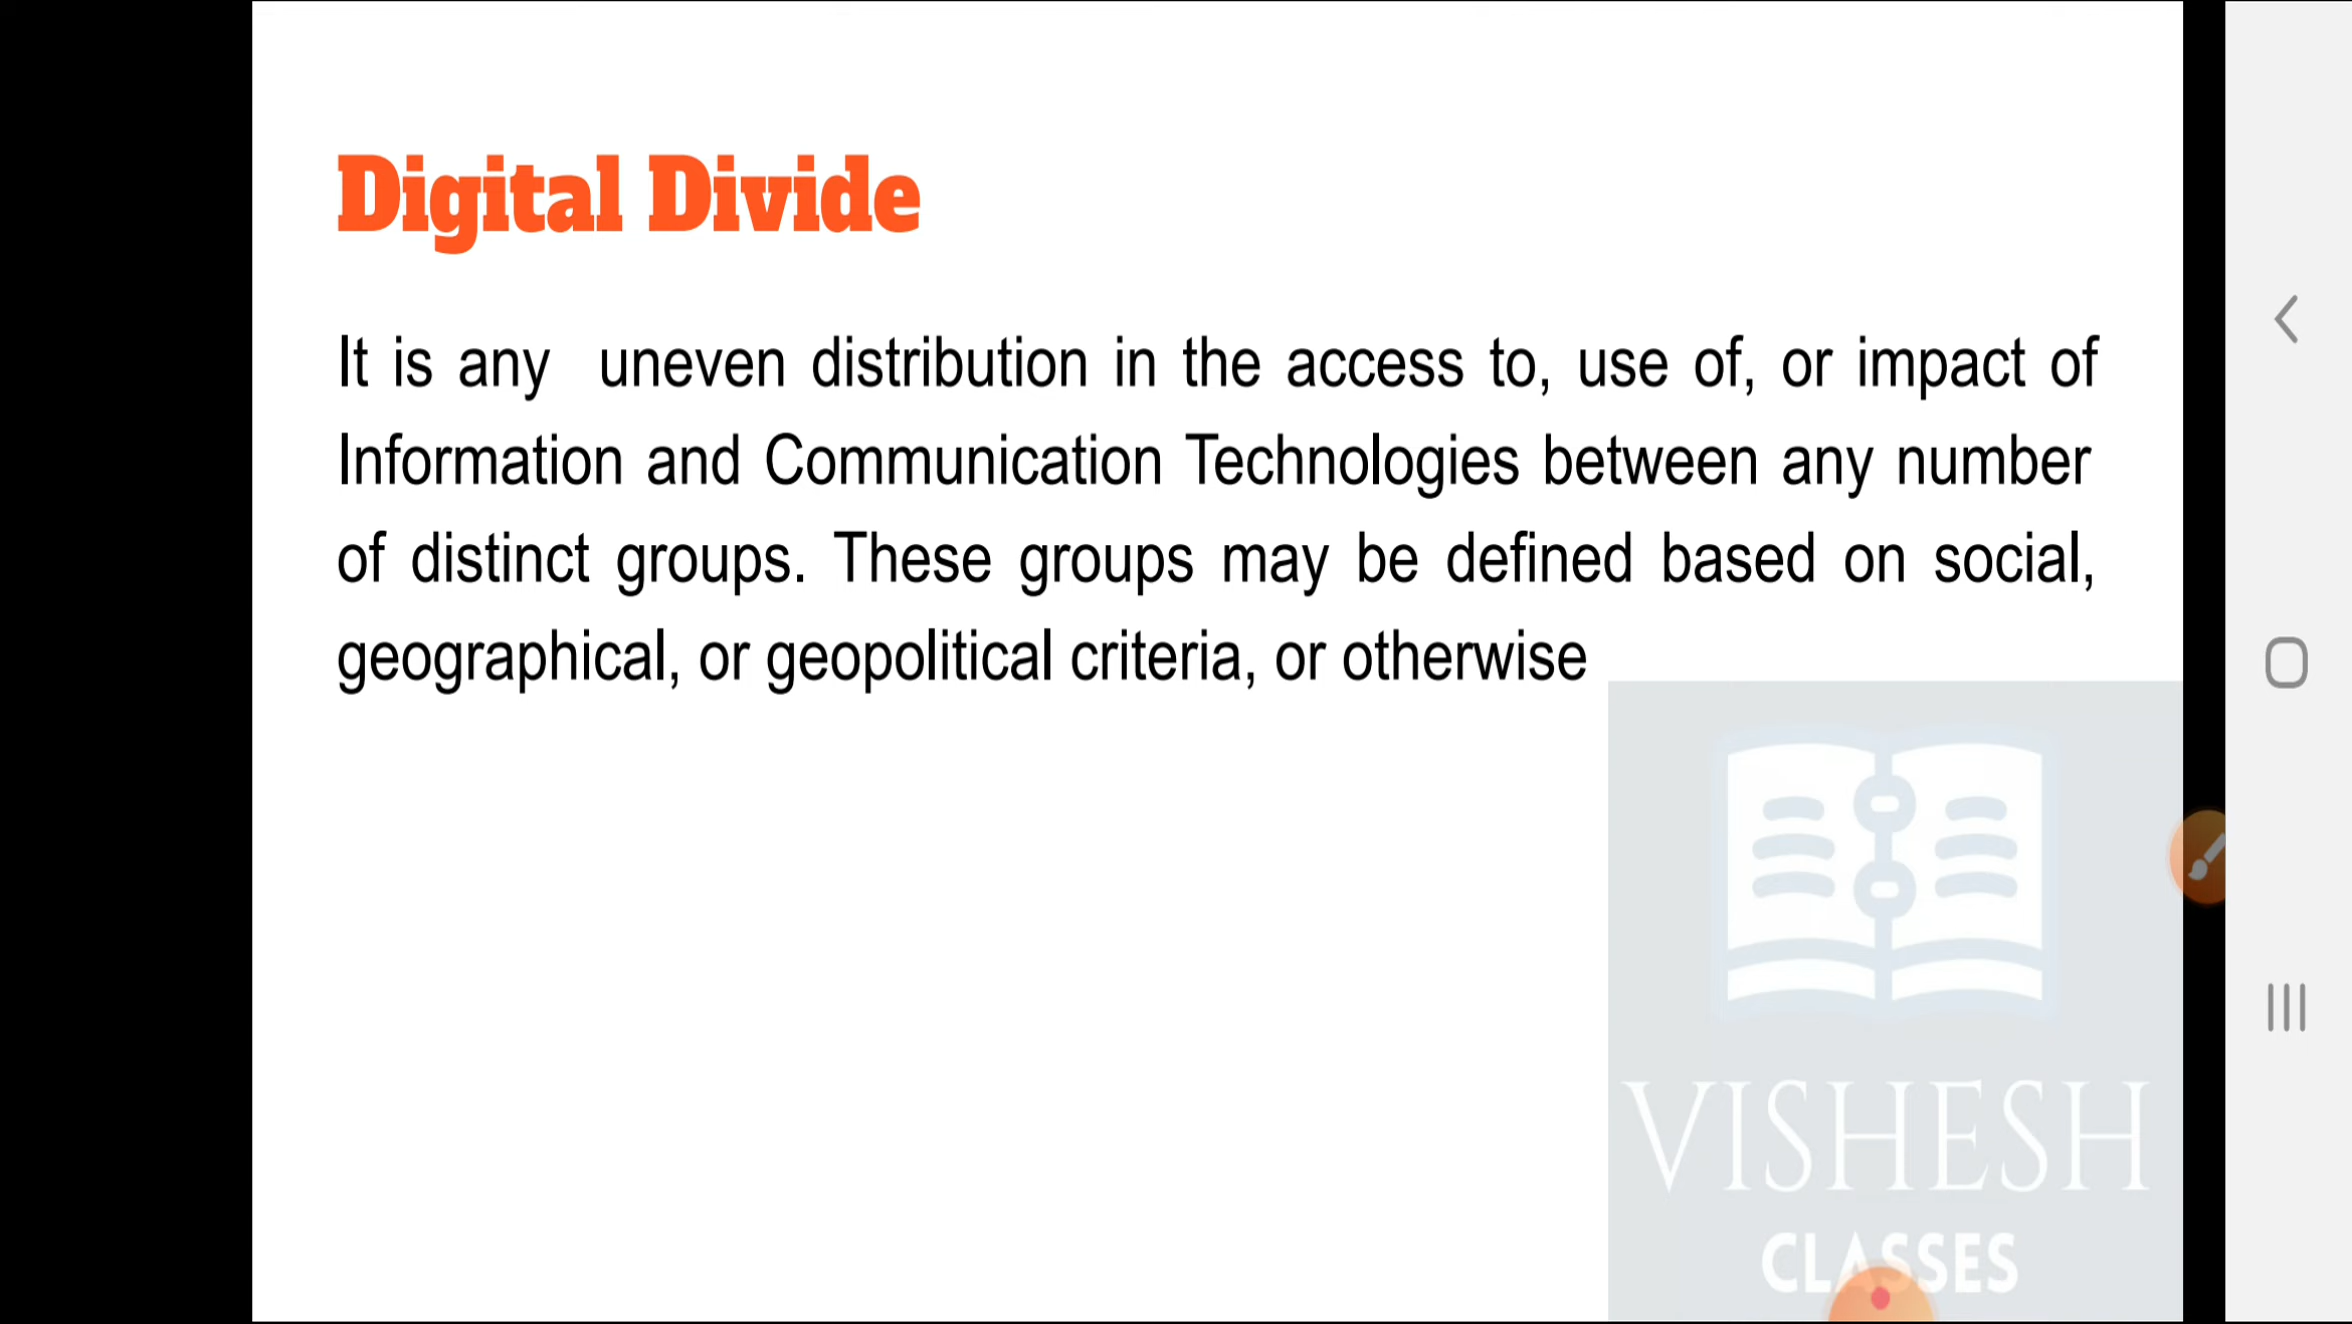 Digital Divide
It is any uneven distribution in the access to, use of, or impact of
Information and Communication Technologies between any number
of distinct groups. These groups may be defined based on social,
geographical, or geopolitical criteria, or otherwise
VISHESH
CLASSES